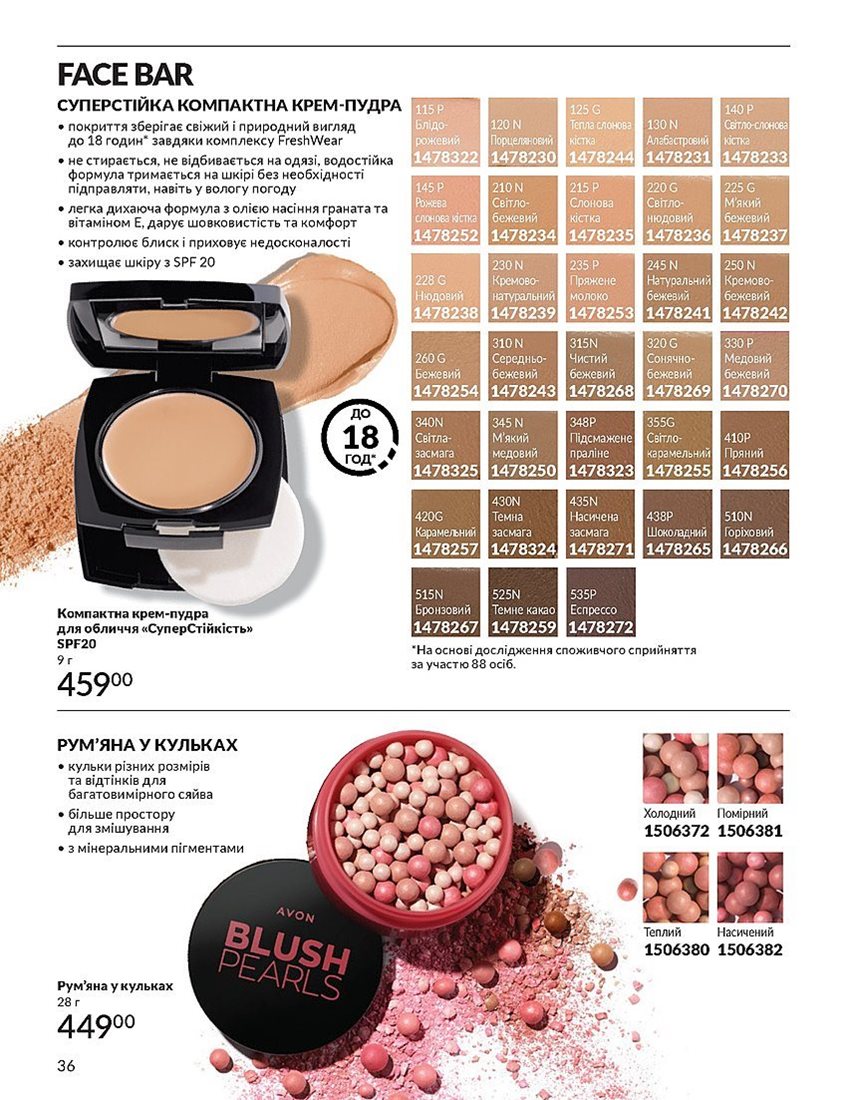 FACE BAR
СУПЕРСТІЙКА КОМПАКТНА КРЕМ-ПУДРА
• покриття зберігає свіжий і природний вигляд
до 18 годин* завдяки комплексу FreshWear
• не стирається, не відбивається на одязі, водостійка
формула тримається на шкірі без необхідності
підправляти, навіть у вологу погоду
• легка дихаюча формула з олією насіння граната та
вітаміном Е, дарує шовковистість та комфорт
• контролює блиск і приховує недосконалості
• захищає шкіру з SPF 20
ДО
18
ГОД*
Компактна крем-пудра
для обличчя «СуперСтійкість»
SPF20
9 г
459⁰⁰
115 P
Блідо-
рожевий
1478322
120 N
Порцеляновий
1478230
125 G
Тепла слонова
кістка
1478244
130 N
Алабастровий
1478231
140 P
Світло-слонова
кістка
1478233
145 P
Рожева
слонова кістка
1478252
210 N
Світло-
бежевий
1478234
215 P
Слонова
кістка
1478235
220 G
Світло-
нюдовий
1478236
225 G
М'який
бежевий
1478237
228 G
Нюдовий
1478238
230 N
Кремово-
натуральний
1478239
235 P
Пряжене
молоко
1478253
245 N
Натуральний
бежевий
1478241
250 N
Кремово-
бежевий
1478242
260 G
Бежевий
1478254
310 N
Середньо-
бежевий
1478243
315N
Чистий
бежевий
1478268
320 G
Сонячно-
бежевий
1478269
330 P
Медовий
бежевий
1478270
340N
Світла-
засмага
1478325
345 N
М'який
медовий
1478250
348P
Підсмажене
праліне
1478323
355G
Світло-
карамельний
1478255
410P
Пряний
1478256
420G
Карамельний
1478257
430N
Темна
засмага
1478324
435N
Насичена
засмага
1478271
438P
Шоколадний
1478265
510N
Горіховий
1478266
515N
Бронзовий
1478267
525N
Темне какао
1478259
535P
Еспрессо
1478272
*На основі дослідження споживчого сприйняття
за участю 88 осіб.
РУМ'ЯНА У КУЛЬКАХ
• кульки різних розмірів
та відтінків для
багатовимірного сяйва
• більше простору
для змішування
• з мінеральними пігментами
AVON
BLUSH
PEARLS
Рум'яна у кульках
28 г
449⁰⁰
Холодний
1506372
Помірний
1506381
Теплий
1506380
Насичений
1506382
36